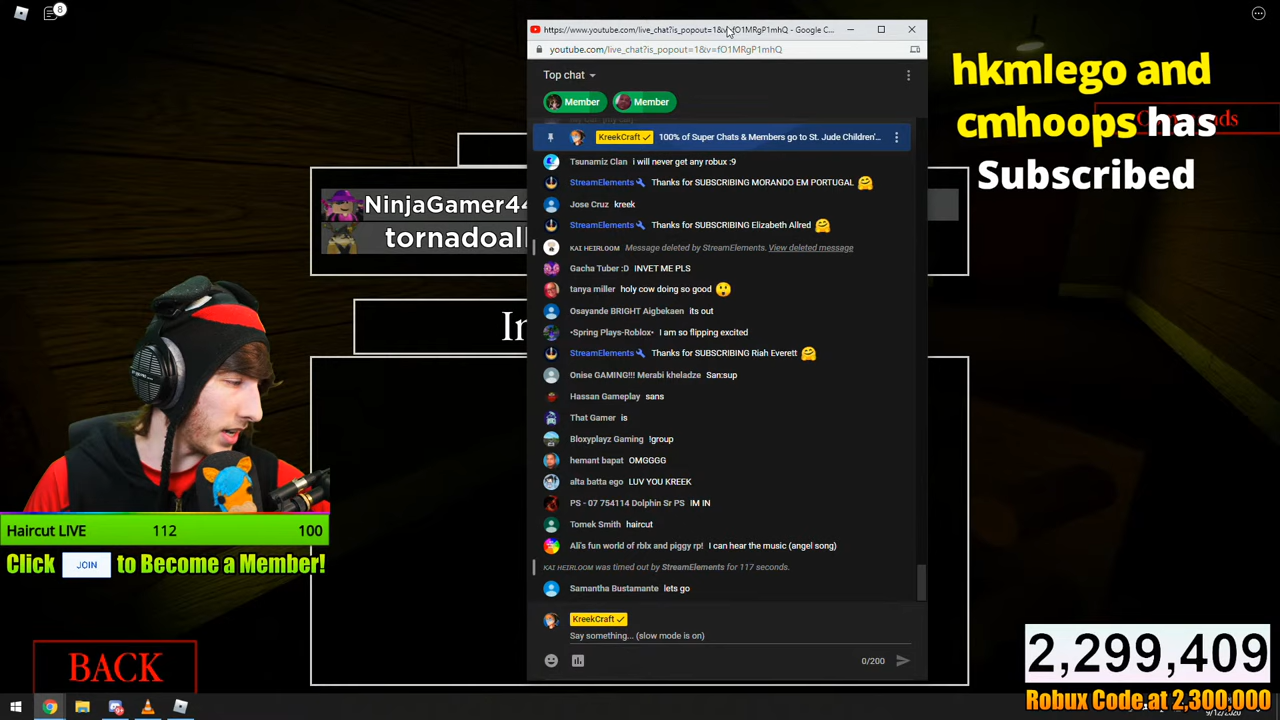 8
https://www.youtube.com/live_chat?is_popout=1&v=fO1MRgP1mhQ - Google C...
youtube.com/live_chat?is_popout=1&v=fO1MRgP1mhQ
Top chat
Member Member
KreekCraft 100% of Super Chats & Members go to St. Jude Children'...
Tsunamiz Clan i will never get any robux :9
StreamElements Thanks for SUBSCRIBING MORANDO EM PORTUGAL 🤗
Jose Cruz kreek
StreamElements Thanks for SUBSCRIBING Elizabeth Allred 🤗
KAI HEIRLOOM Message deleted by StreamElements. View deleted message
Gacha Tuber :D INVET ME PLS
tanya miller holy cow doing so good 😲
Osayande BRIGHT Aigbekaen its out
•Spring Plays-Roblox• I am so flipping excited
StreamElements Thanks for SUBSCRIBING Riah Everett 🤗
Onise GAMING!!! Merabi kheladze San:sup
Hassan Gameplay sans
That Gamer is
Bloxyplayz Gaming !group
hemant bapat OMGGGG
alta batta ego LUV YOU KREEK
PS - 07 754114 Dolphin Sr PS IM IN
Tomek Smith haircut
Ali's fun world of rblx and piggy rp! I can hear the music (angel song)
KAI HEIRLOOM was timed out by StreamElements for 117 seconds.
Samantha Bustamante lets go
KreekCraft
Say something... (slow mode is on)
0/200
hkmlego and
cmhoops has
Subscribed
NinjaGamer44
tornadoall
In
Haircut LIVE 112 100
Click JOIN to Become a Member!
BACK
2,299,409
Robux Code at 2,300,000
9/12/2020